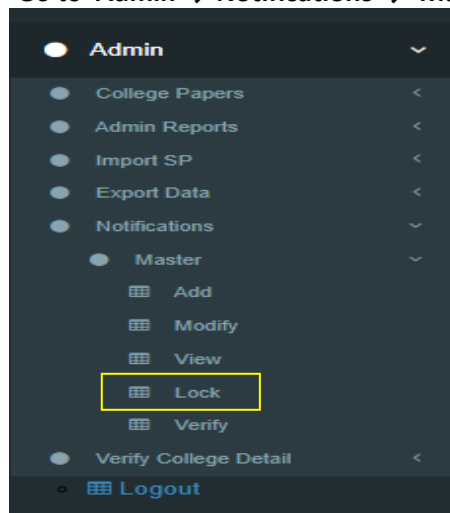 Admin
College Papers
Admin Reports
Import SP
Export Data
Notifications
Master
Add
Modify
View
Lock
Verify
Verify College Detail
Logout